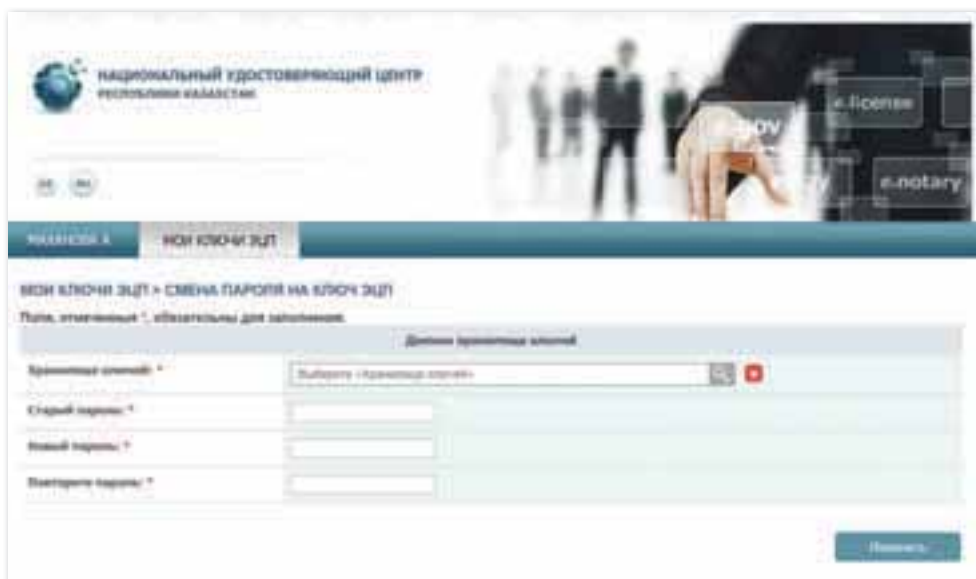 НАЦИОНАЛЬНЫЙ УДОСТОВЕРЯЮЩИЙ ЦЕНТР
РЕСПУБЛИКИ КАЗАХСТАН
e.license
e.gov
e.notary
МОИ КЛЮЧИ ЭЦП
МОИ КЛЮЧИ ЭЦП > СМЕНА ПАРОЛЯ НА КЛЮЧ ЭЦП
Поля, отмеченные *, обязательны для заполнения.
Данные хранилища ключей
Хранилище ключей: *
Выберите «Хранилище ключей»
Старый пароль: *
Новый пароль: *
Повторите пароль: *
Изменить